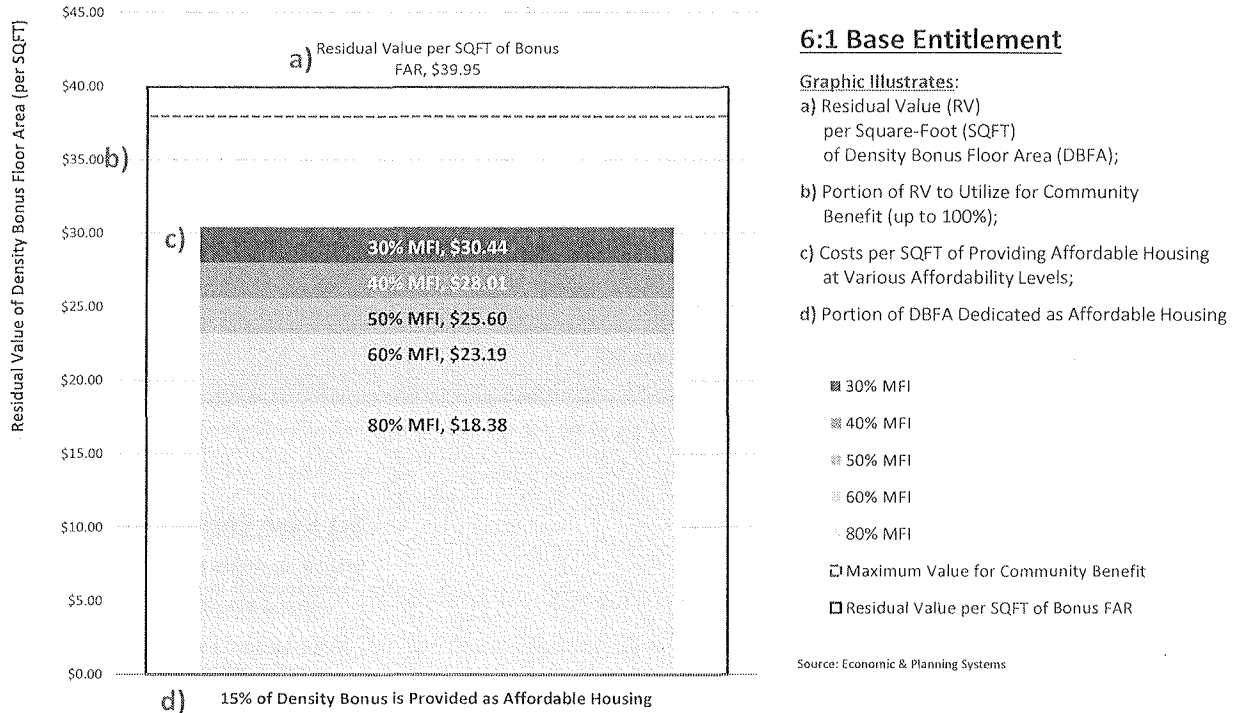 Residual Value of Density Bonus Floor Area (per SQFT)
$45.00
$40.00
$35.00
$30.00
$25.00
$20.00
$15.00
$10.00
$5.00
$0.00
a) Residual Value per SQFT of Bonus
FAR, $39.95
b)
c)
30% MFI, $30.44
40% MFI, $28.01
50% MFI, $25.60
60% MFI, $23.19
80% MFI, $18.38
d) 15% of Density Bonus is Provided as Affordable Housing
6:1 Base Entitlement
Graphic Illustrates:
a) Residual Value (RV)
per Square-Foot (SQFT)
of Density Bonus Floor Area (DBFA);
b) Portion of RV to Utilize for Community
Benefit (up to 100%);
c) Costs per SQFT of Providing Affordable Housing
at Various Affordability Levels;
d) Portion of DBFA Dedicated as Affordable Housing
30% MFI
40% MFI
50% MFI
60% MFI
80% MFI
Maximum Value for Community Benefit
Residual Value per SQFT of Bonus FAR
Source: Economic & Planning Systems